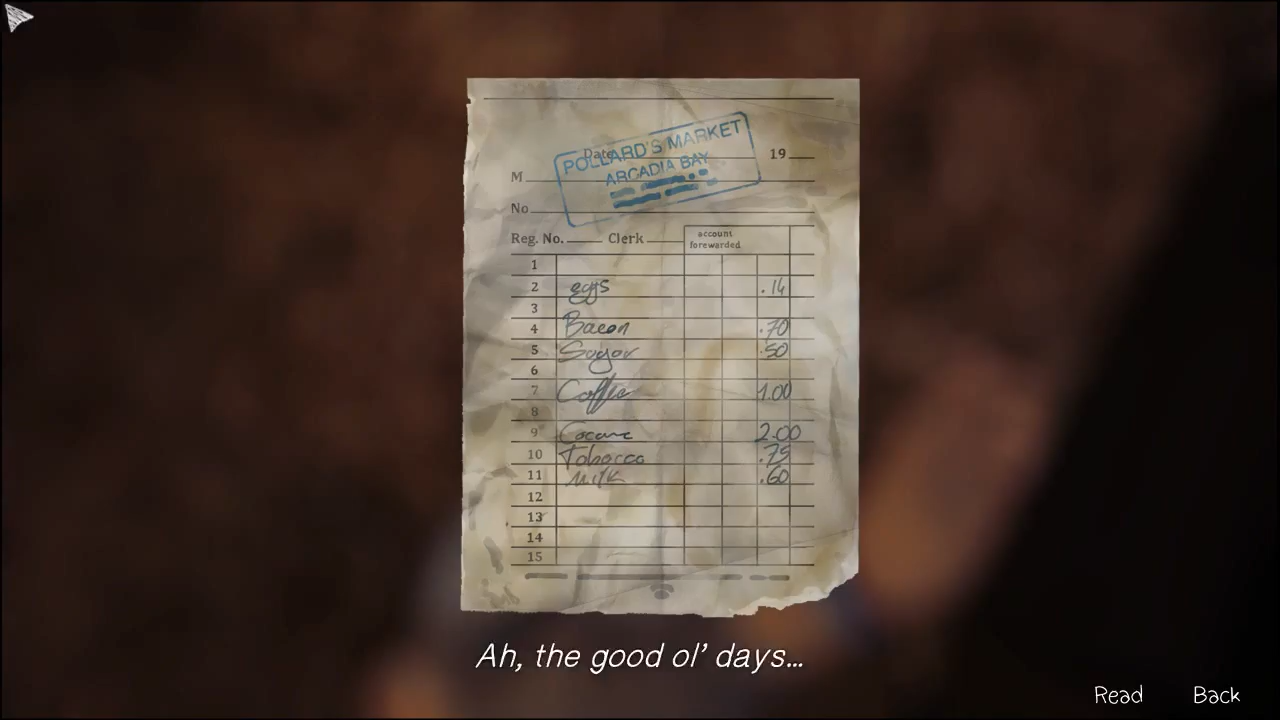 Date 19
POLLARD'S MARKET
ARCADIA BAY
M
No
Reg. No. Clerk account forewarded
1
2 eggs .14
3
4 Bacon .70
5 Sugar .50
6
7 Coffee 1.00
8
9 Cocane 2.00
10 Tobacco .75
11 Milk .60
12
13
14
15
Ah, the good ol' days...
Read Back